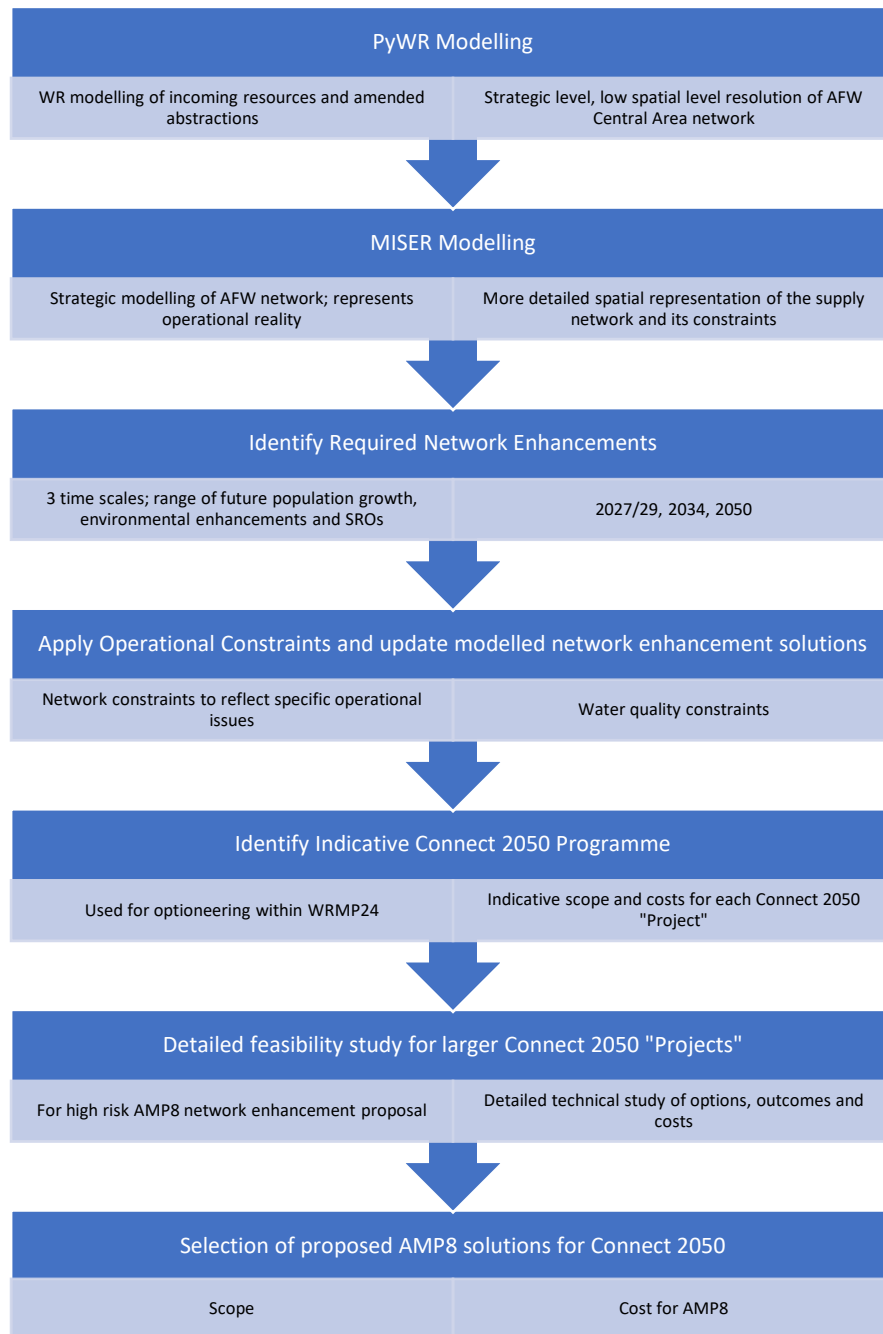 PyWR Modelling
WR modelling of incoming resources and amended
abstractions
Strategic level, low spatial level resolution of AFW
Central Area network
MISER Modelling
Strategic modelling of AFW network; represents
operational reality
More detailed spatial representation of the supply
network and its constraints
Identify Required Network Enhancements
3 time scales; range of future population growth,
environmental enhancements and SROs
2027/29, 2034, 2050
Apply Operational Constraints and update modelled network enhancement solutions
Network constraints to reflect specific operational
issues
Water quality constraints
Identify Indicative Connect 2050 Programme
Used for optioneering within WRMP24
Indicative scope and costs for each Connect 2050
"Project"
Detailed feasibility study for larger Connect 2050 "Projects"
For high risk AMP8 network enhancement proposal
Detailed technical study of options, outcomes and
costs
Selection of proposed AMP8 solutions for Connect 2050
Scope
Cost for AMP8